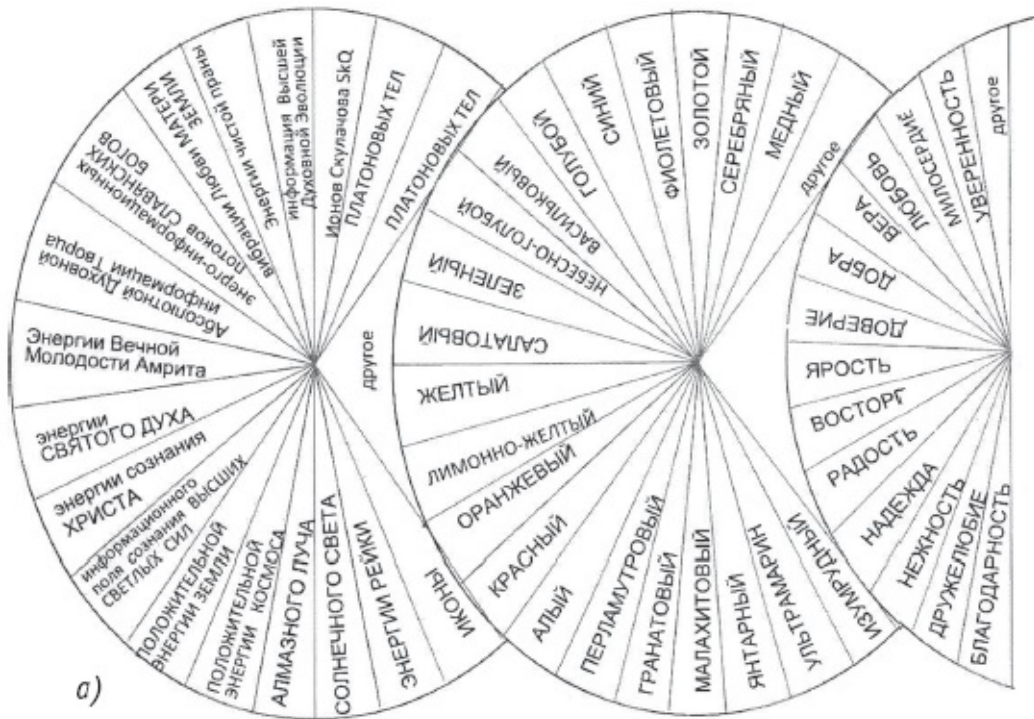 информация Высшей
Духовной Эволюции
Ионов Скулачова SkQ
ПЛАТОНОВЫХ ТЕЛ
ПЛАТОНОВЫХ ТЕЛ
другое
ИКОНЫ
ЭНЕРГИИ РЕЙКИ
СОЛНЕЧНОГО СВЕТА
АЛМАЗНОГО ЛУЧА
ПОЛОЖИТЕЛЬНОЙ
ЭНЕРГИИ КОСМОСА
ПОЛОЖИТЕЛЬНОЙ
ЭНЕРГИИ ЗЕМЛИ
информационного
поля сознания ВЫСШИХ
СВЕТЛЫХ СИЛ
энергии сознания
ХРИСТА
энергии
СВЯТОГО ДУХА
Энергии Вечной
Молодости Амрита
Абсолютной Духовной
информации Творца
энерго-информационных
потоков СЛАВЯНСКИХ
БОГОВ
вибрации Любви МАТЕРИ
ЗЕМЛИ
Энергии чистой праны
ЗОЛОТОЙ
СЕРЕБРЯНЫЙ
МЕДНЫЙ
другое
ИЗУМРУДНЫЙ
УЛЬТРАМАРИН
ЯНТАРНЫЙ
МАЛАХИТОВЫЙ
ГРАНАТОВЫЙ
ПЕРЛАМУТРОВЫЙ
АЛЫЙ
КРАСНЫЙ
ОРАНЖЕВЫЙ
ЛИМОННО-ЖЕЛТЫЙ
ЖЕЛТЫЙ
САЛАТОВЫЙ
ЗЕЛЕНЫЙ
НЕБЕСНО-ГОЛУБОЙ
ВАСИЛЬКОВЫЙ
ГОЛУБОЙ
СИНИЙ
ФИОЛЕТОВЫЙ
другое
УВЕРЕННОСТЬ
МИЛОСЕРДИЕ
ЛЮБОВЬ
ВЕРА
ДОБРА
ДОВЕРИЕ
ЯРОСТЬ
ВОСТОРГ
РАДОСТЬ
НАДЕЖДА
НЕЖНОСТЬ
ДРУЖЕЛЮБИЕ
БЛАГОДАРНОСТЬ
а)